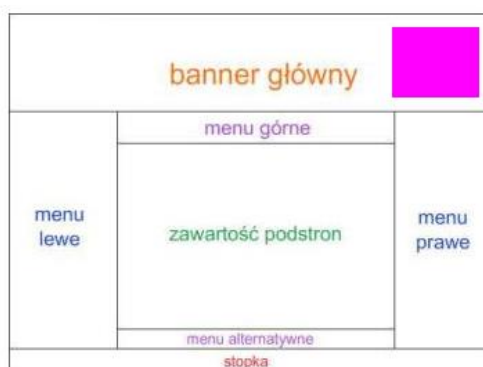 banner główny
menu górne
menu
lewe
zawartość podstron
menu
prawe
menu alternatywne
stopka